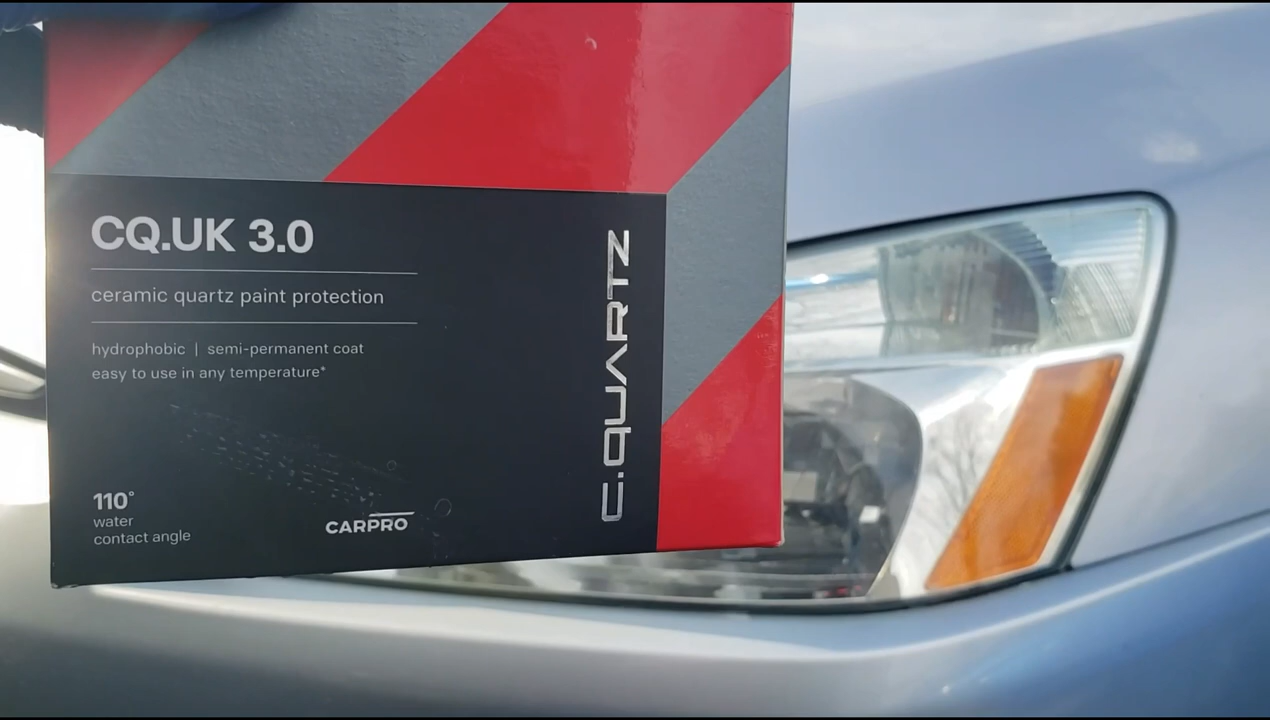 CQ.UK 3.0
ceramic quartz paint protection
hydrophobic | semi-permanent coat
easy to use in any temperature*
110°
water
contact angle
CARPRO
C.QUARTZ